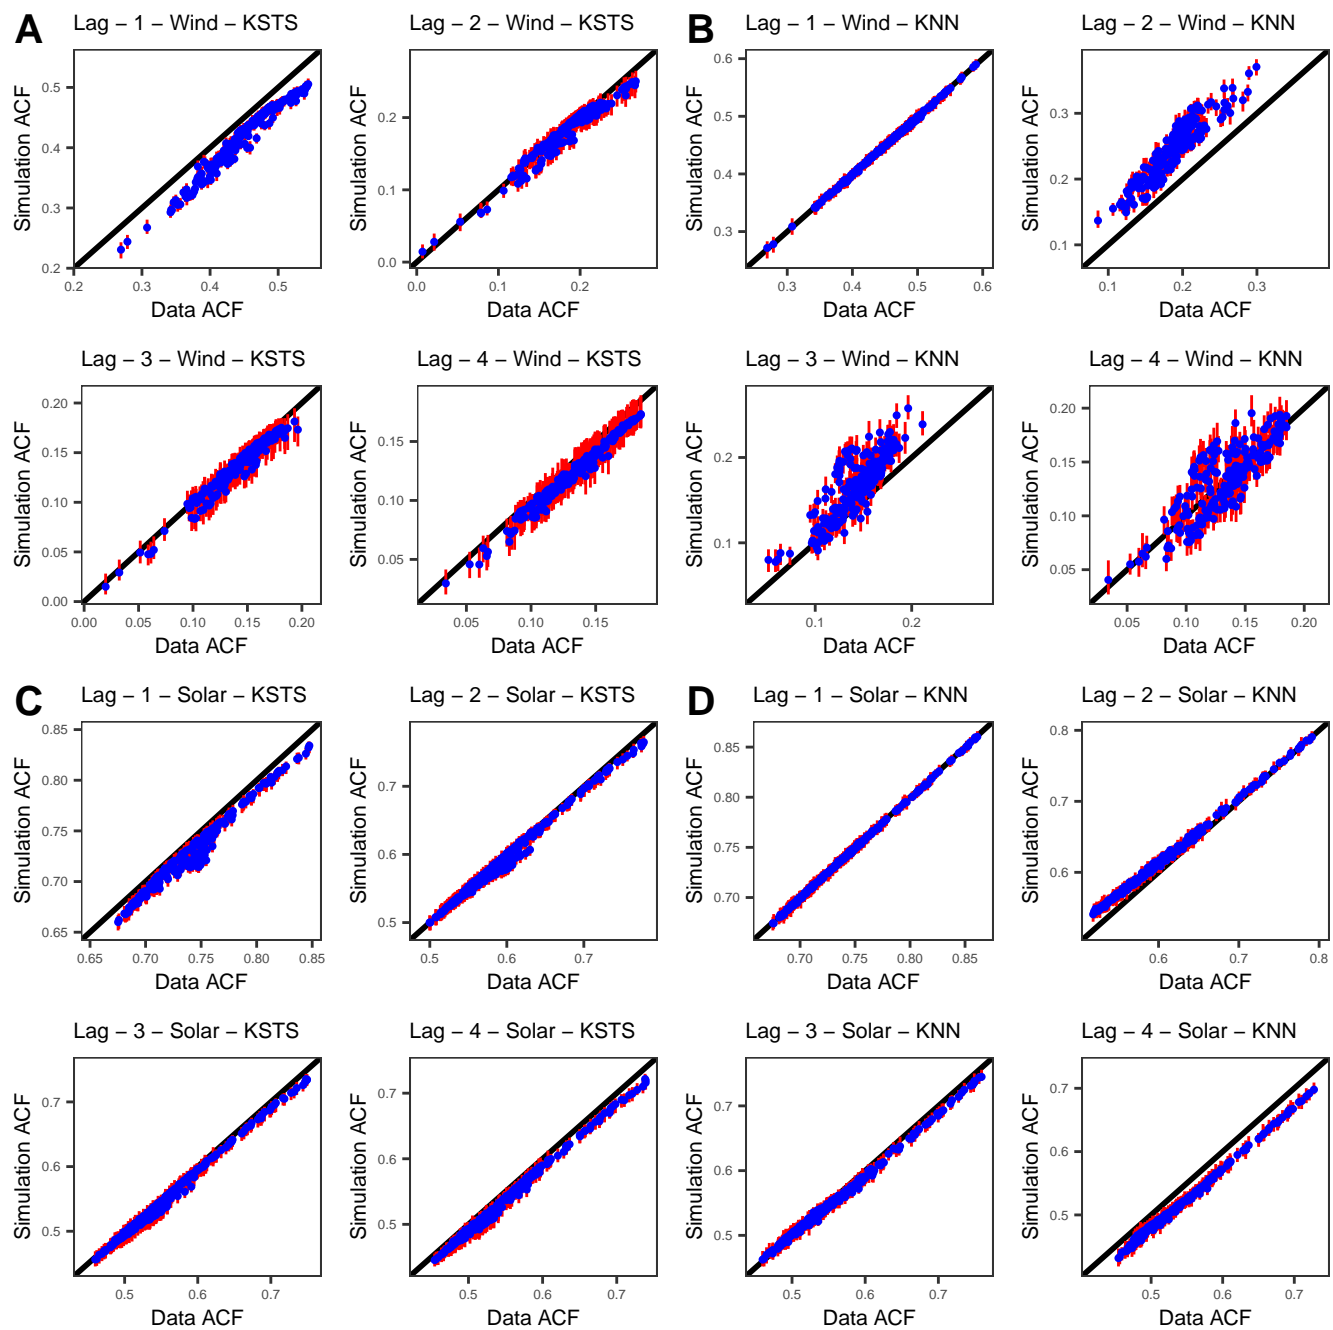 A
Lag – 1 – Wind – KSTS
Simulation ACF
0.5
0.4
0.3
0.2
0.2 0.3 0.4 0.5
Data ACF
Lag – 2 – Wind – KSTS
Simulation ACF
0.2
0.1
0.0
0.0 0.1 0.2
Data ACF
B
Lag – 1 – Wind – KNN
Simulation ACF
0.6
0.5
0.4
0.3
0.3 0.4 0.5 0.6
Data ACF
Lag – 2 – Wind – KNN
Simulation ACF
0.3
0.2
0.1
0.1 0.2 0.3
Data ACF
Lag – 3 – Wind – KSTS
Simulation ACF
0.20
0.15
0.10
0.05
0.00
0.00 0.05 0.10 0.15 0.20
Data ACF
Lag – 4 – Wind – KSTS
Simulation ACF
0.15
0.10
0.05
0.05 0.10 0.15
Data ACF
Lag – 3 – Wind – KNN
Simulation ACF
0.2
0.1
0.1 0.2
Data ACF
Lag – 4 – Wind – KNN
Simulation ACF
0.20
0.15
0.10
0.05
0.05 0.10 0.15 0.20
Data ACF
C
Lag – 1 – Solar – KSTS
Simulation ACF
0.85
0.80
0.75
0.70
0.65
0.65 0.70 0.75 0.80 0.85
Data ACF
Lag – 2 – Solar – KSTS
Simulation ACF
0.7
0.6
0.5
0.5 0.6 0.7
Data ACF
D
Lag – 1 – Solar – KNN
Simulation ACF
0.85
0.80
0.75
0.70
0.70 0.75 0.80 0.85
Data ACF
Lag – 2 – Solar – KNN
Simulation ACF
0.8
0.7
0.6
0.6 0.7 0.8
Data ACF
Lag – 3 – Solar – KSTS
Simulation ACF
0.7
0.6
0.5
0.5 0.6 0.7
Data ACF
Lag – 4 – Solar – KSTS
Simulation ACF
0.7
0.6
0.5
0.5 0.6 0.7
Data ACF
Lag – 3 – Solar – KNN
Simulation ACF
0.7
0.6
0.5
0.5 0.6 0.7
Data ACF
Lag – 4 – Solar – KNN
Simulation ACF
0.7
0.6
0.5
0.5 0.6 0.7
Data ACF